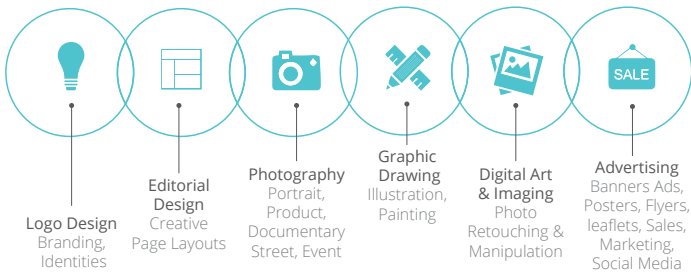 SALE
Logo Design
Branding,
Identities
Editorial
Design
Creative
Page Layouts
Photography
Portrait,
Product,
Documentary
Street, Event
Graphic
Drawing
Illustration,
Painting
Digital Art
& Imaging
Photo
Retouching &
Manipulation
Advertising
Banners Ads,
Posters, Flyers,
leaflets, Sales,
Marketing,
Social Media